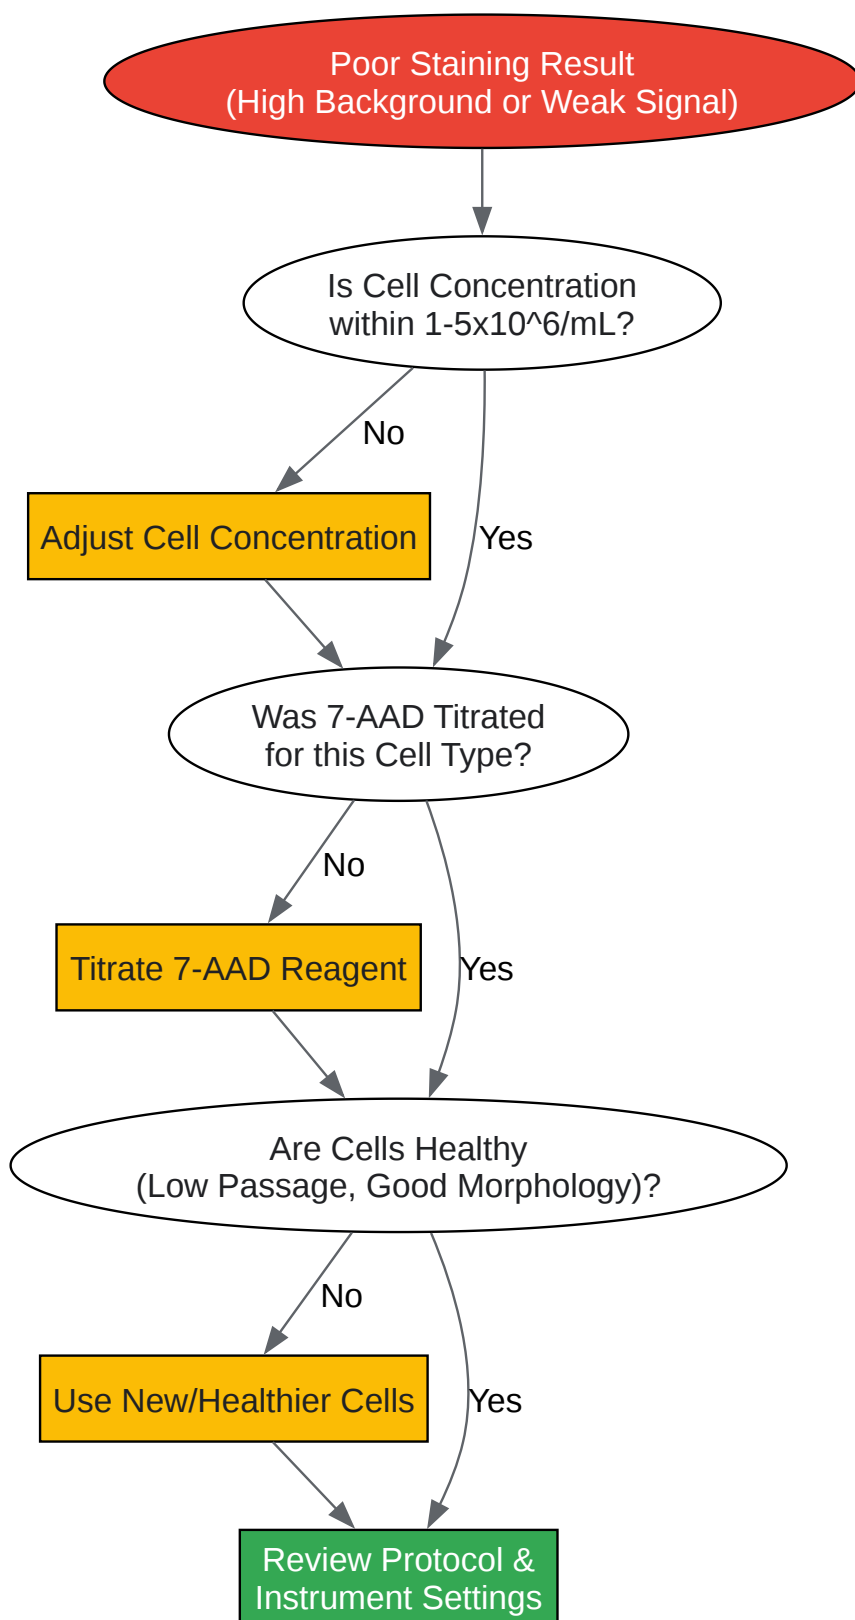 Poor Staining Result
(High Background or Weak Signal)
Is Cell Concentration
within 1-5x10^6/mL?
No
Adjust Cell Concentration
Yes
Was 7-AAD Titrated
for this Cell Type?
No
Titrate 7-AAD Reagent
Yes
Are Cells Healthy
(Low Passage, Good Morphology)?
No
Use New/Healthier Cells
Yes
Review Protocol &
Instrument Settings